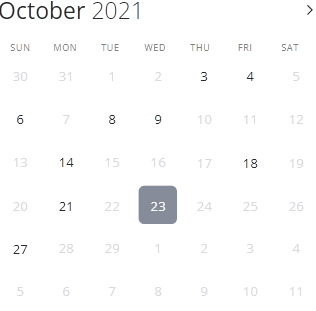 October 2021
SUN MON TUE WED THU FRI SAT
30 31 1 2 3 4 5
6 7 8 9 10 11 12
13 14 15 16 17 18 19
20 21 22 23 24 25 26
27 28 29 1 2 3 4
5 6 7 8 9 10 11